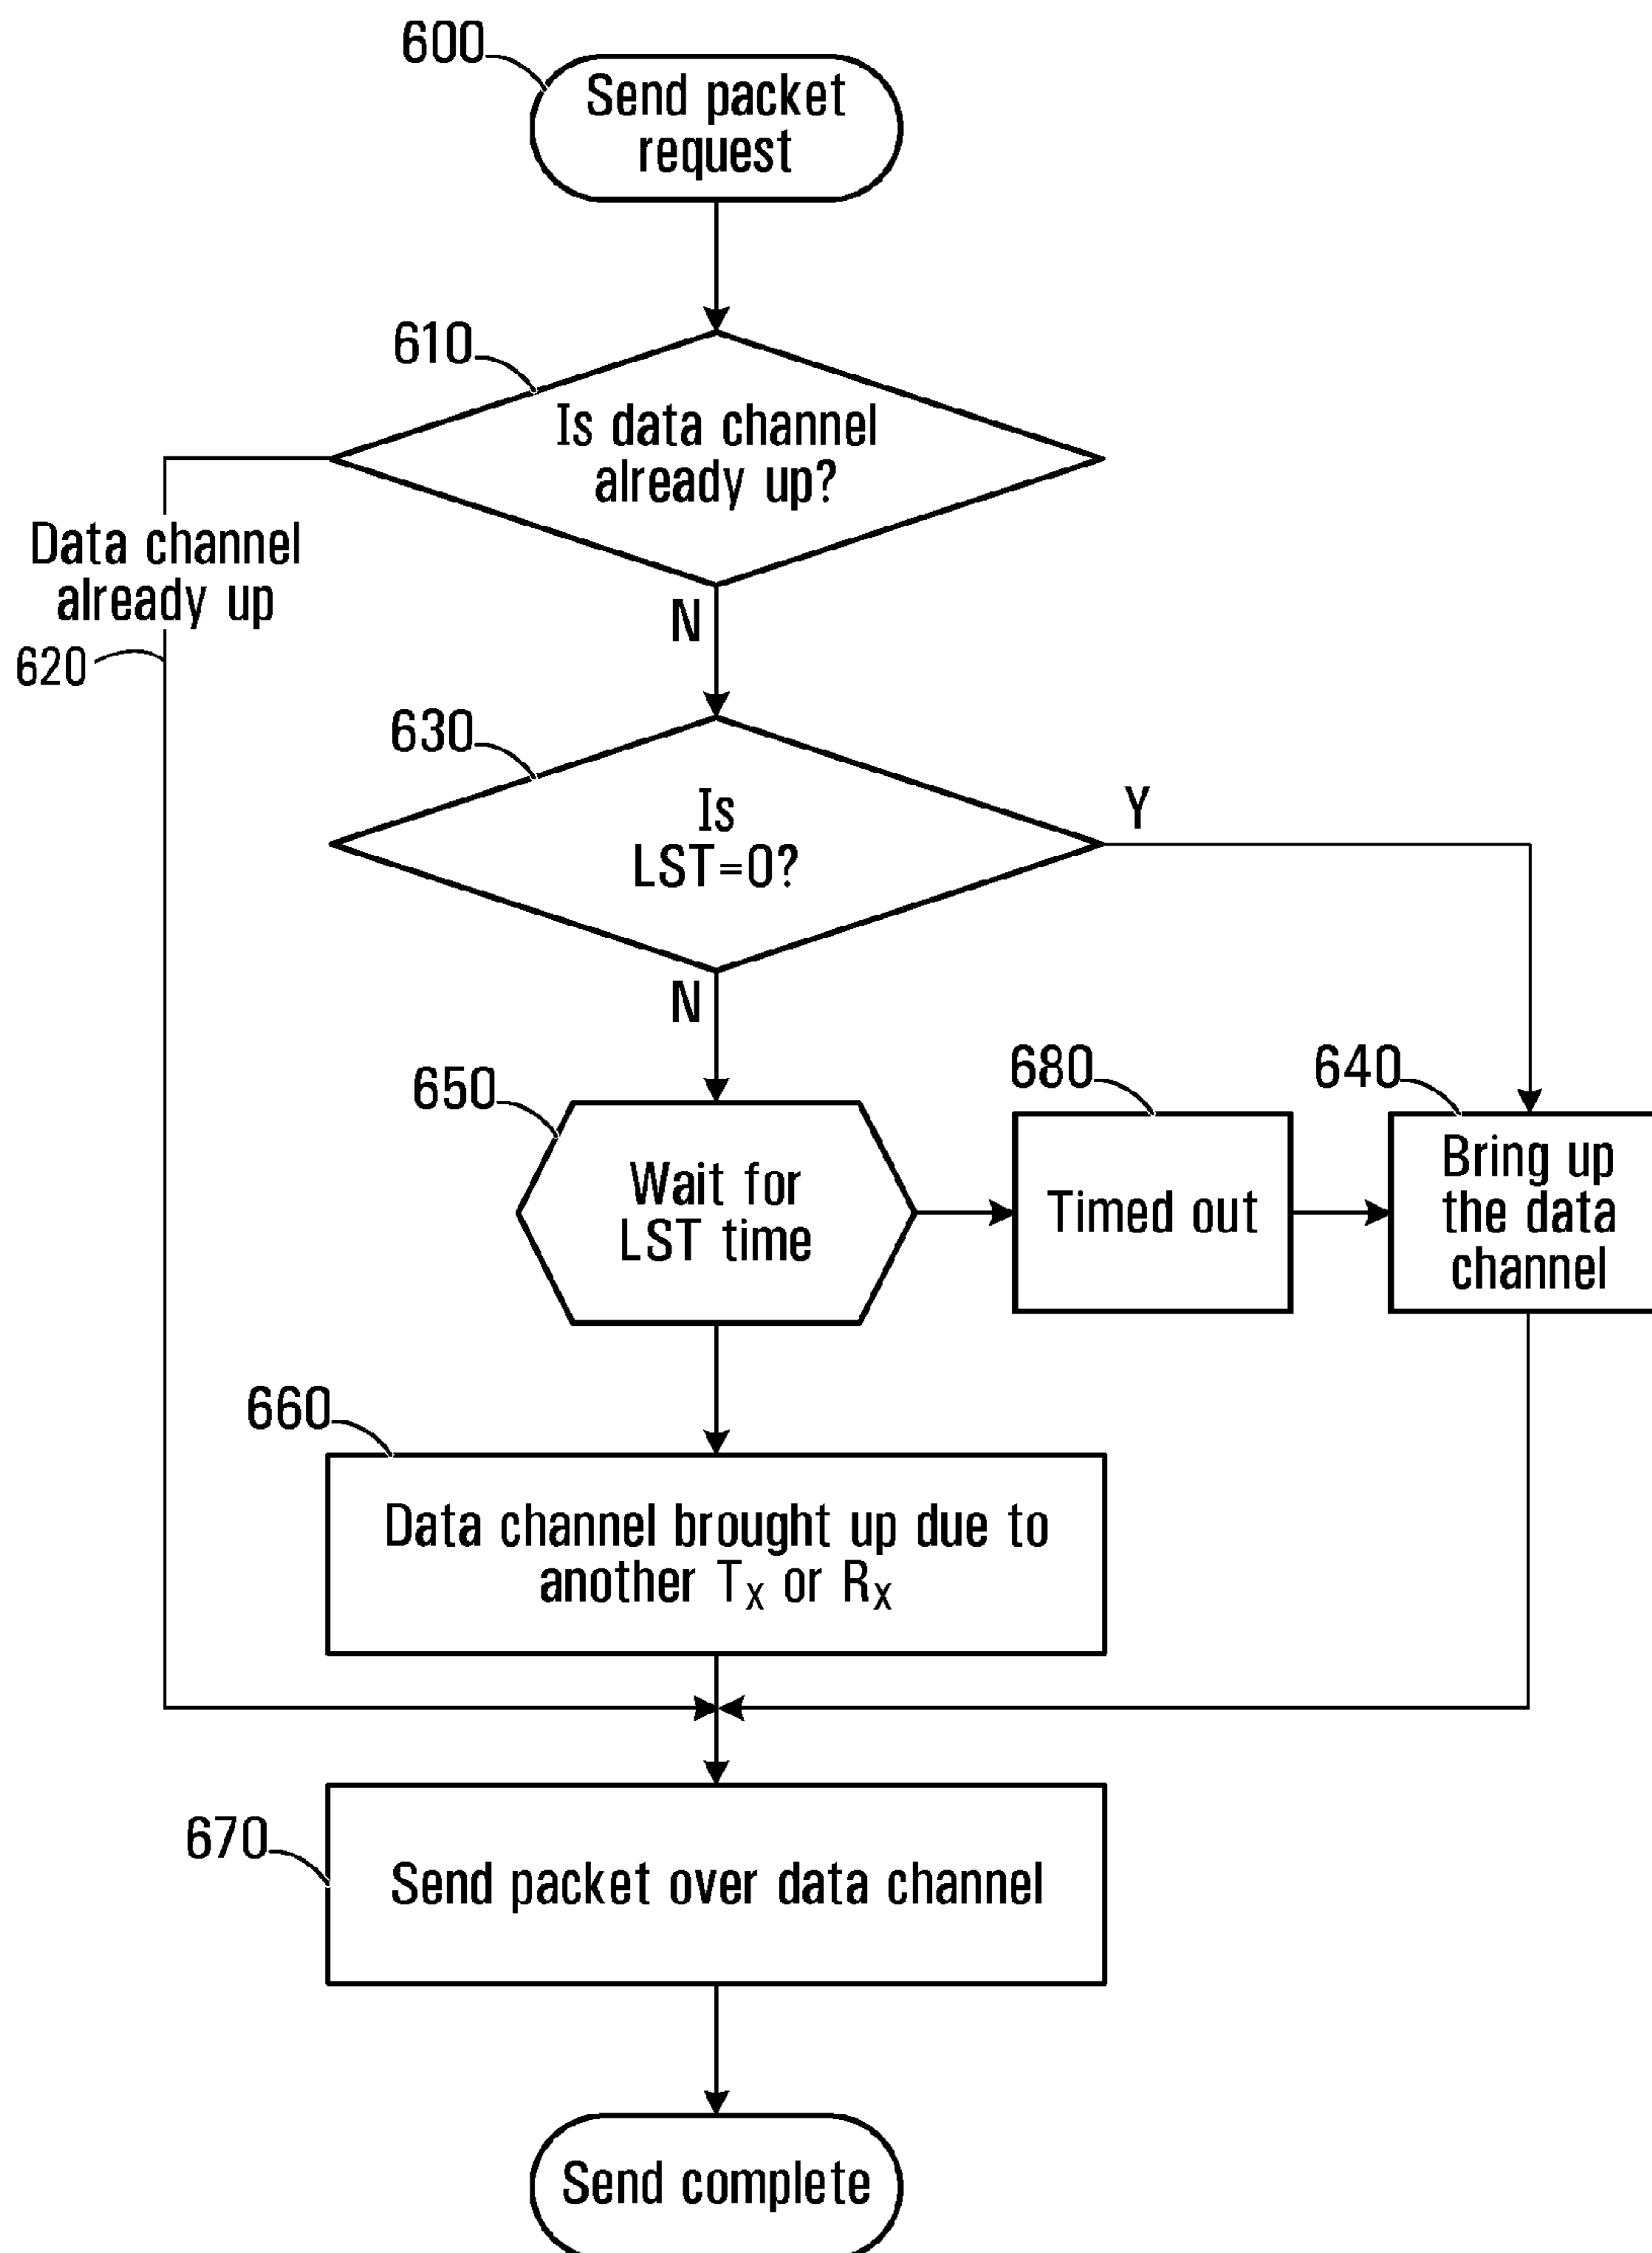 600
Send packet
request
610
Is data channel
already up?
Data channel
already up
620
N
630
Is
LST=0?
Y
N
650
Wait for
LST time
680
Timed out
640
Bring up
the data
channel
660
Data channel brought up due to
another Tx or Rx
670
Send packet over data channel
Send complete